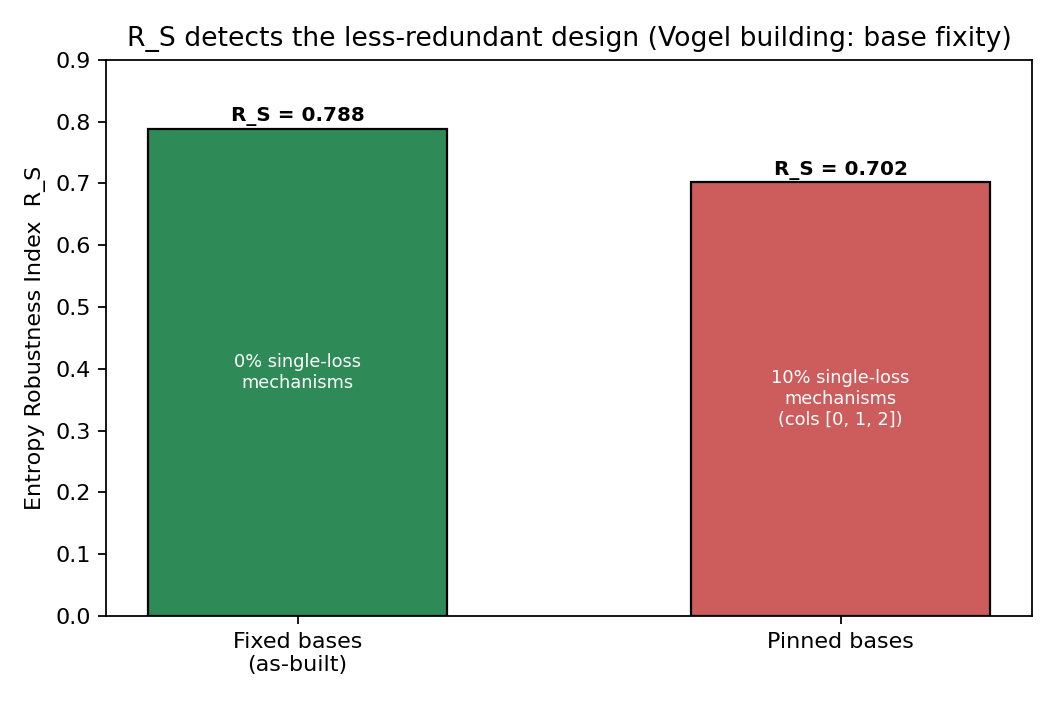 R_S detects the less-redundant design (Vogel building: base fixity)
Entropy Robustness Index  R_S
0.9
0.8
0.7
0.6
0.5
0.4
0.3
0.2
0.1
0.0
R_S = 0.788
0% single-loss
mechanisms
R_S = 0.702
10% single-loss
mechanisms
(cols [0, 1, 2])
Fixed bases
(as-built)
Pinned bases